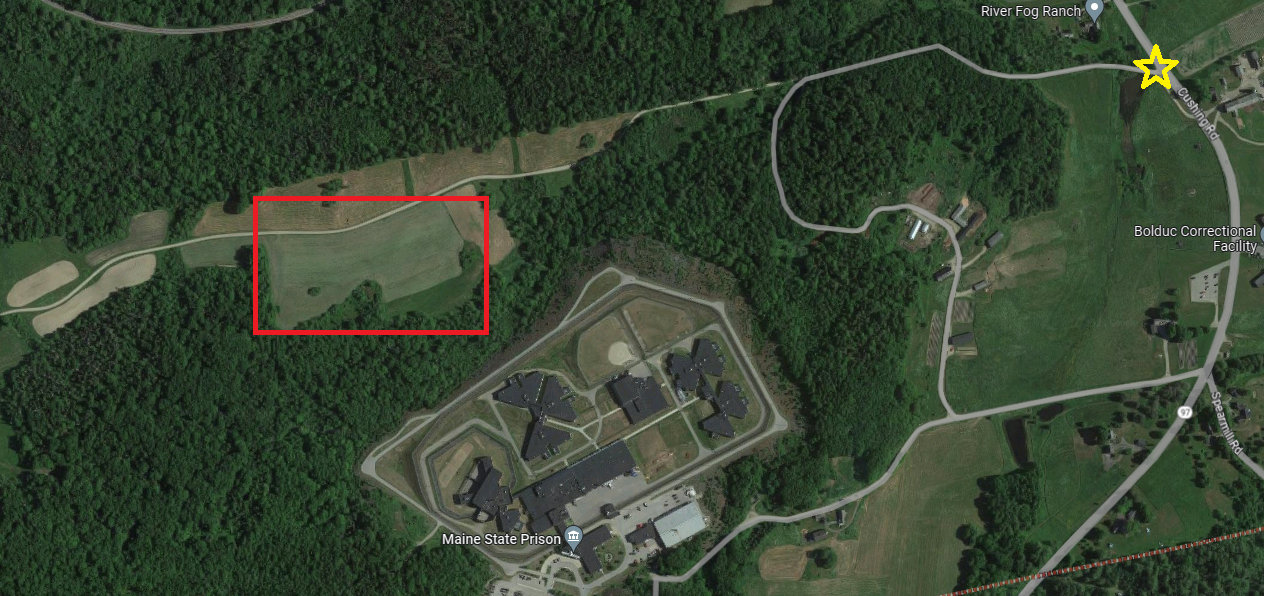 River Fog Ranch
Cushing Rd
Bolduc Correctional
Facility
97
Spearmill Rd
Maine State Prison